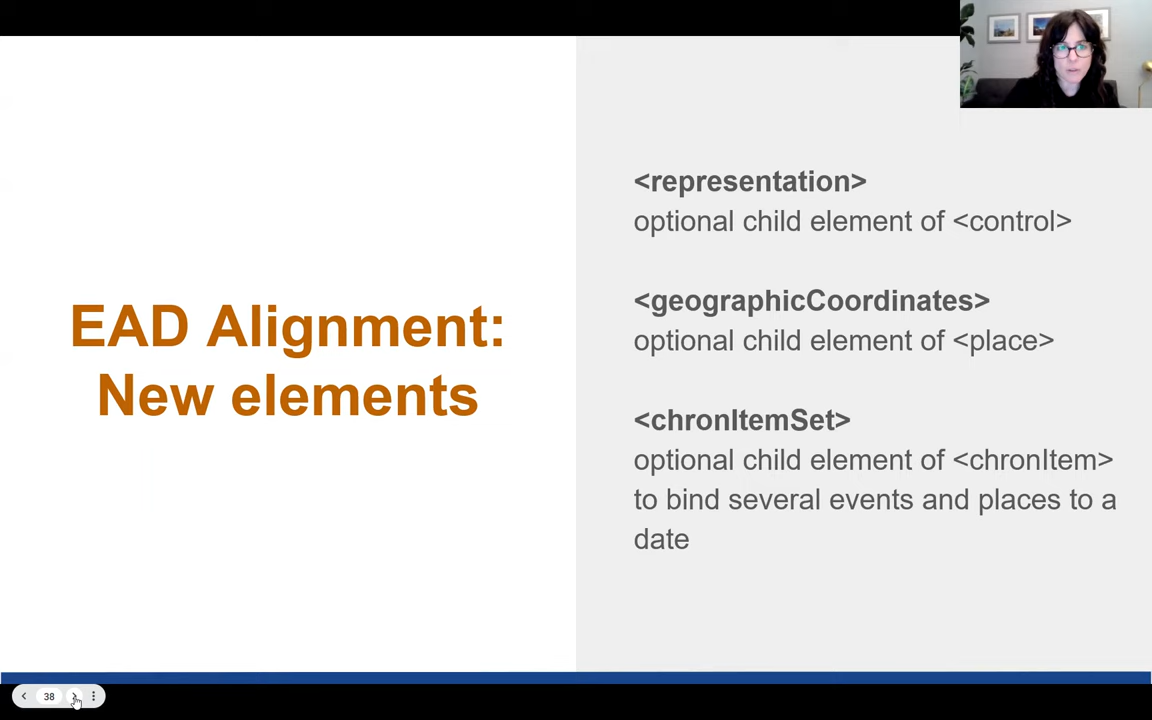 EAD Alignment:
New elements
<representation>
optional child element of <control>
<geographicCoordinates>
optional child element of <place>
<chronItemSet>
optional child element of <chronItem>
to bind several events and places to a
date
38